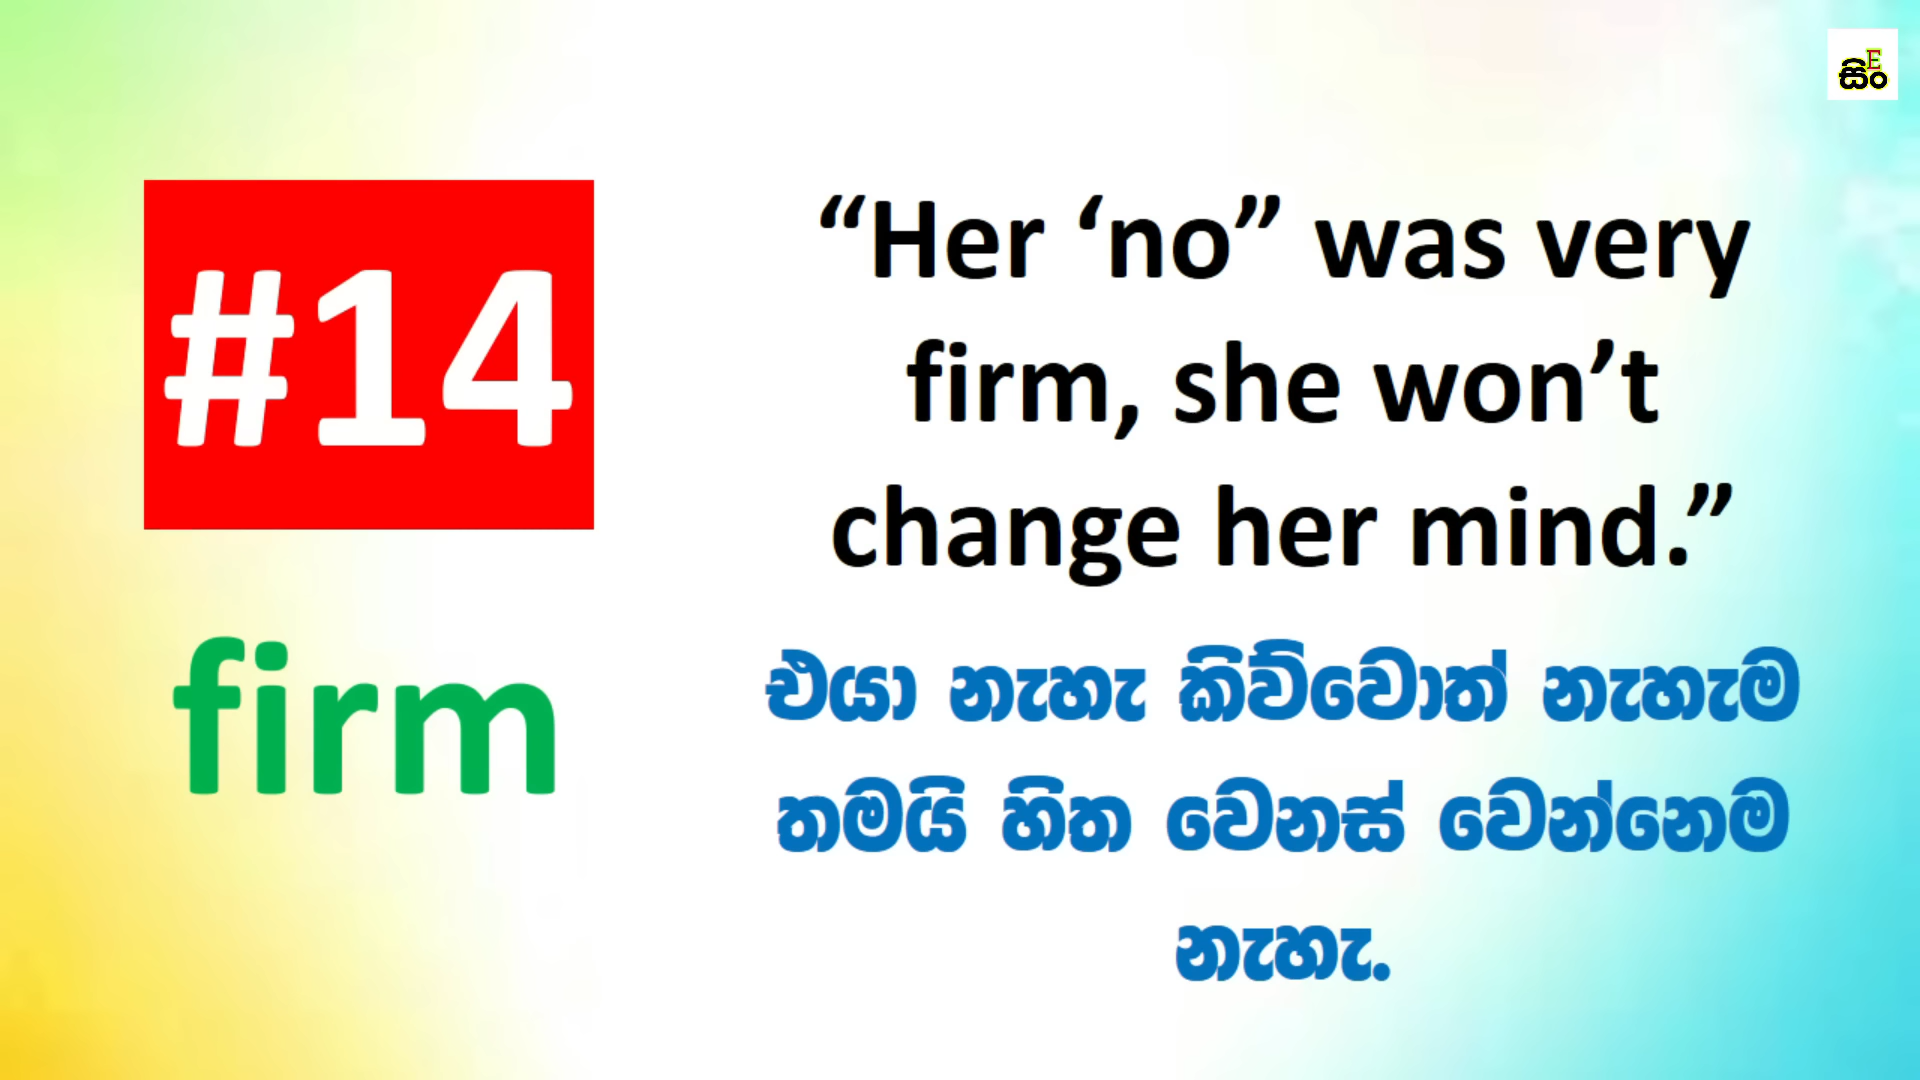 සිංE
#14
firm
“Her ‘no” was very
firm, she won’t
change her mind.”
එයා නැහැ කිව්වොත් නැහැම
තමයි හිත වෙනස් වෙන්නෙම
නැහැ.